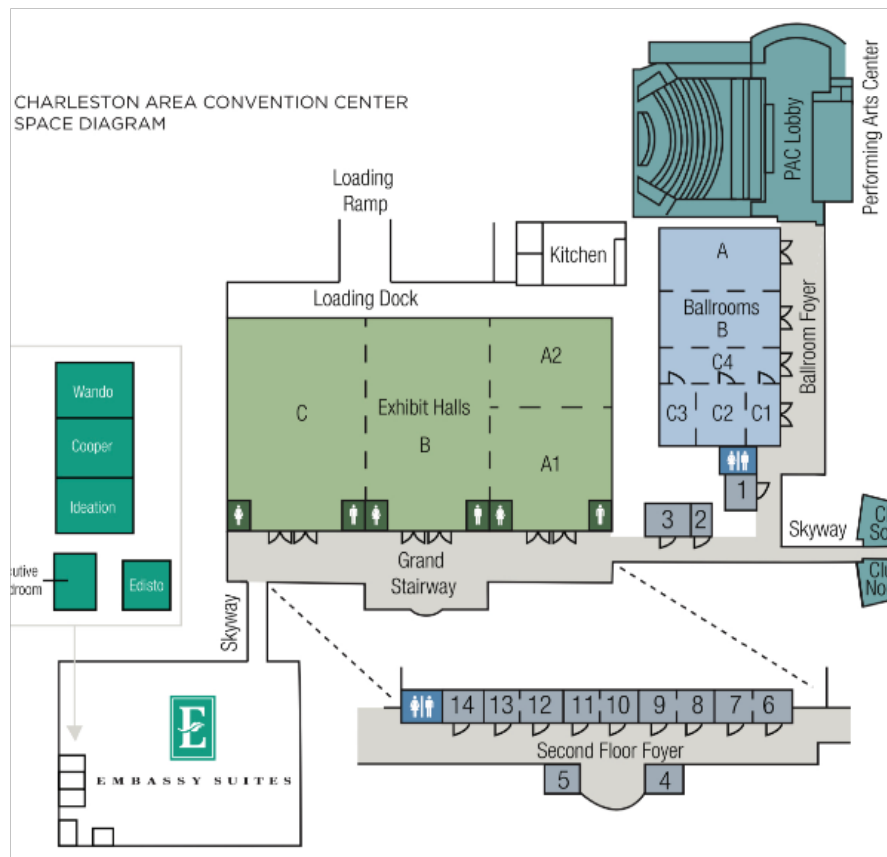 CHARLESTON AREA CONVENTION CENTER
SPACE DIAGRAM
Performing Arts Center
PAC Lobby
Loading
Ramp
Kitchen
Loading Dock
A
Ballrooms
B
C4
C3
C2
C1
Ballroom Foyer
A2
Exhibit Halls
C
B
A1
1
3
2
Skyway
Grand
Stairway
Wando
Cooper
Ideation
Edisto
Skyway
E
EMBASSY SUITES
14
13
12
11
10
9
8
7
6
Second Floor Foyer
5
4